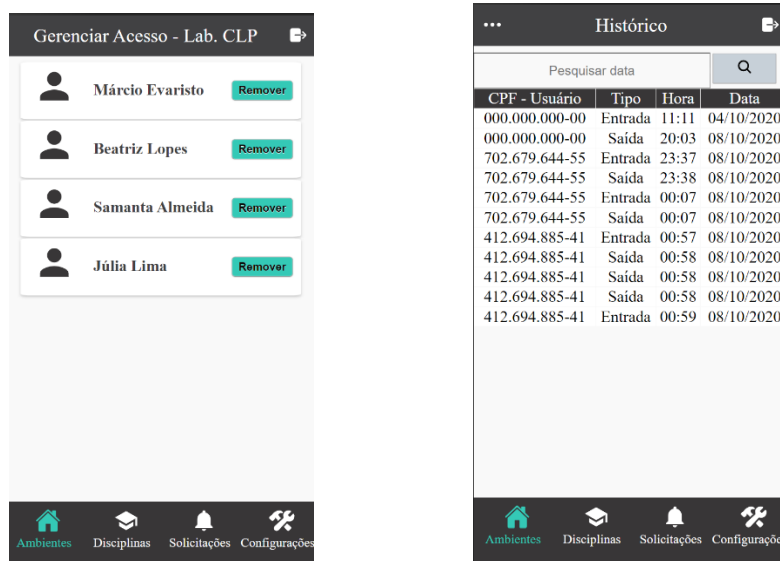 Gerenciar Acesso - Lab. CLP
Márcio Evaristo Remover
Beatriz Lopes Remover
Samanta Almeida Remover
Júlia Lima Remover
Ambientes Disciplinas Solicitações Configurações
Histórico
Pesquisar data
CPF - Usuário Tipo Hora Data
000.000.000-00 Entrada 11:11 04/10/2020
000.000.000-00 Saída 20:03 08/10/2020
702.679.644-55 Entrada 23:37 08/10/2020
702.679.644-55 Saída 23:38 08/10/2020
702.679.644-55 Entrada 00:07 08/10/2020
702.679.644-55 Saída 00:07 08/10/2020
412.694.885-41 Entrada 00:57 08/10/2020
412.694.885-41 Saída 00:58 08/10/2020
412.694.885-41 Saída 00:58 08/10/2020
412.694.885-41 Saída 00:58 08/10/2020
412.694.885-41 Entrada 00:59 08/10/2020
Ambientes Disciplinas Solicitações Configuraçõe